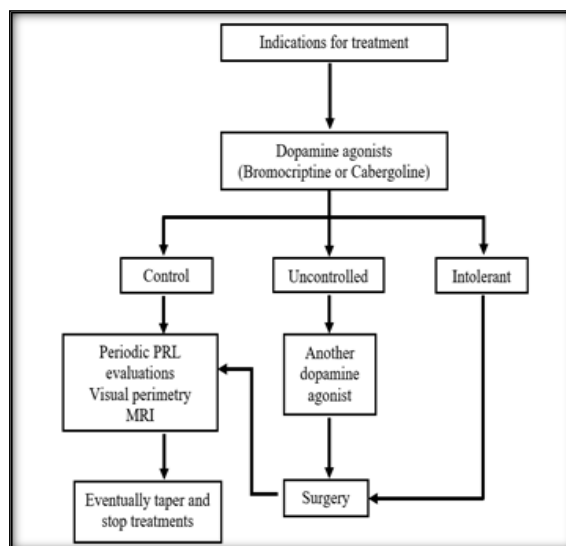 Indications for treatment
Dopamine agonists
(Bromocriptine or Cabergoline)
Control
Uncontrolled
Intolerant
Periodic PRL
evaluations
Visual perimetry
MRI
Another
dopamine
agonist
Eventually taper and
stop treatments
Surgery